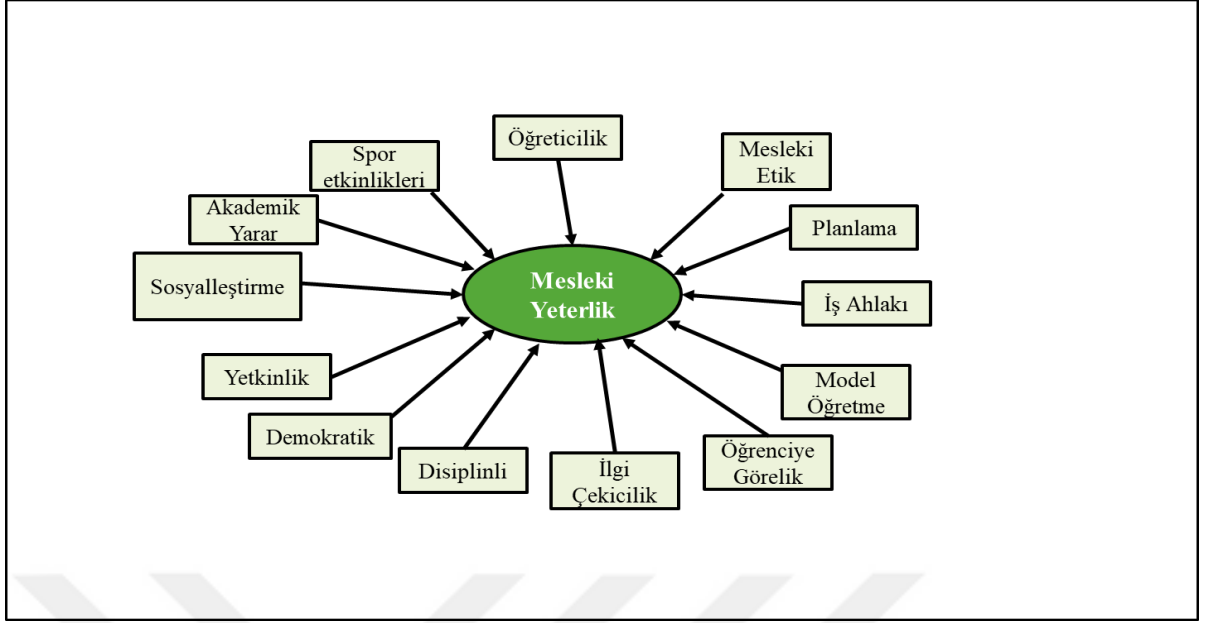 Öğreticilik
Mesleki
Etik
Spor
etkinlikleri
Akademik
Yarar
Planlama
Sosyalleştirme
Mesleki
Yeterlik
İş Ahlakı
Yetkinlik
Model
Öğretme
Demokratik
Disiplinli
İlgi
Çekicilik
Öğrenciye
Görelik